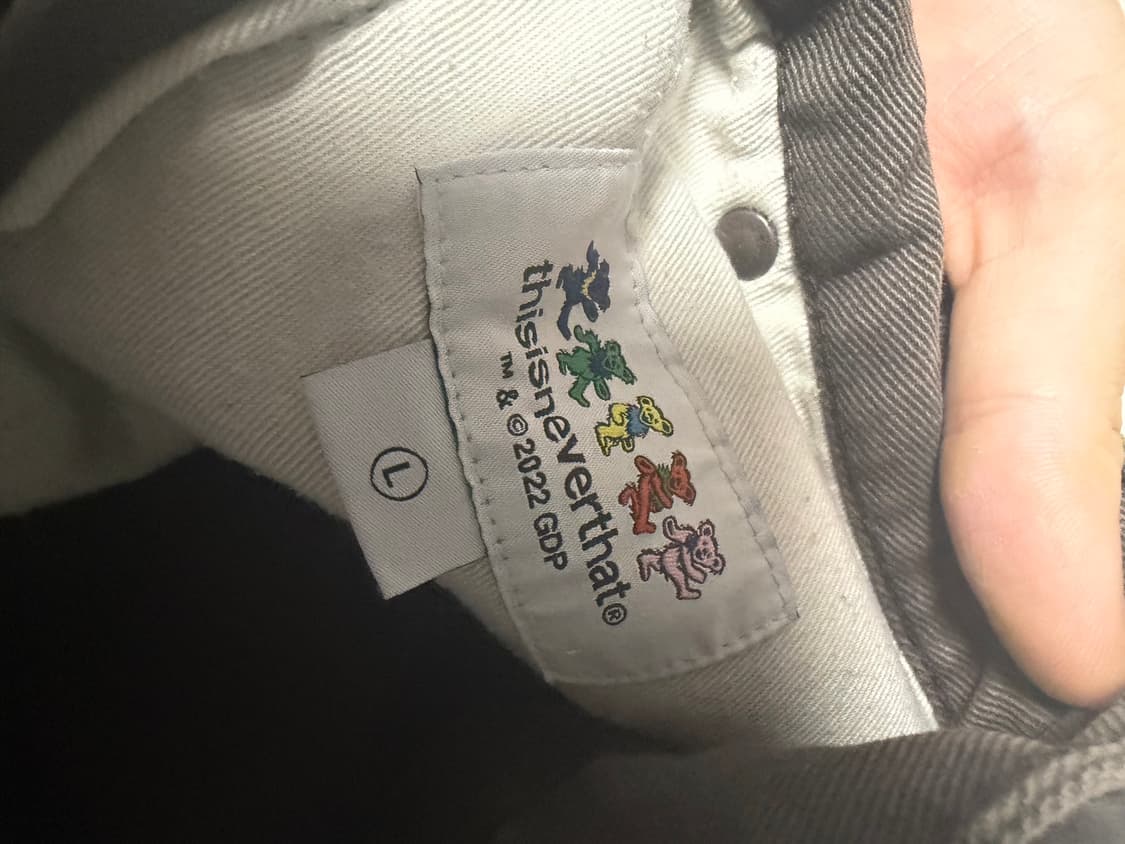 thisisneverthat®
™ & © 2022 GDP
L